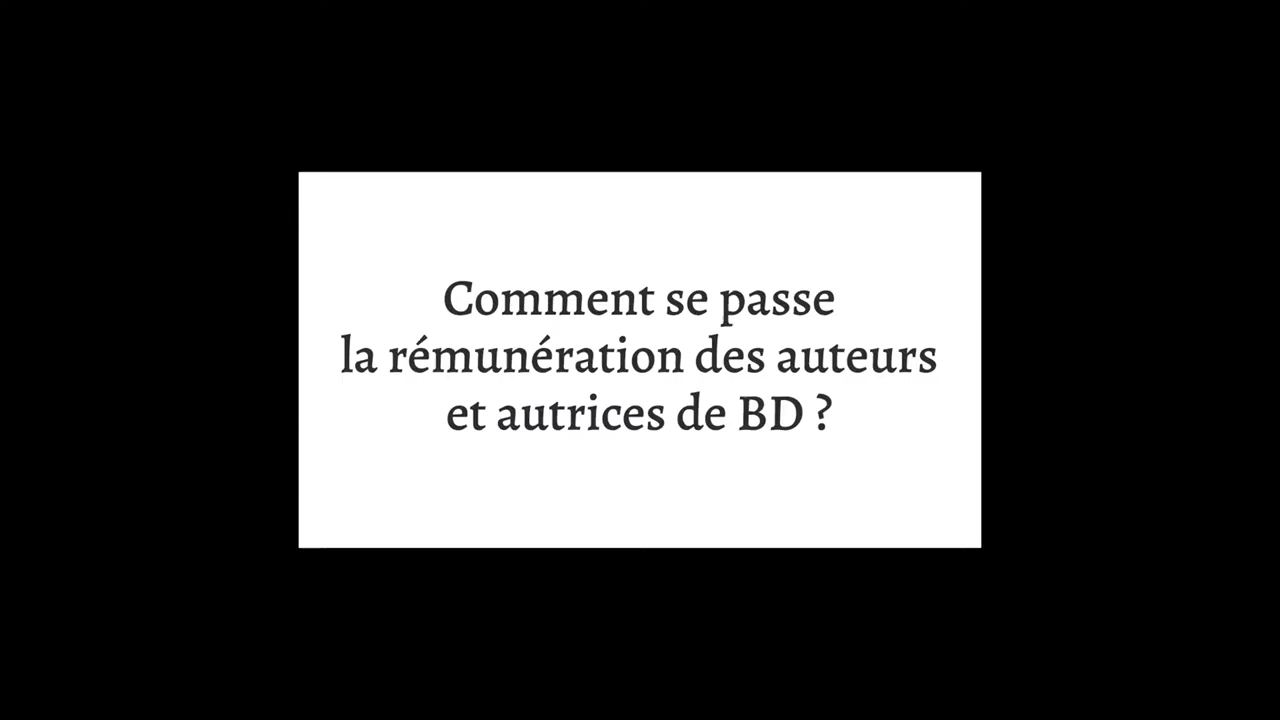 Comment se passe
la rémunération des auteurs
et autrices de BD ?